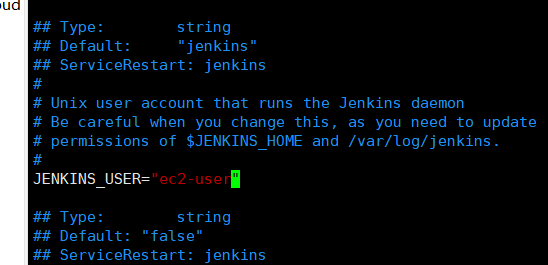 oud
## Type:        string
## Default:     "jenkins"
## ServiceRestart: jenkins
#
# Unix user account that runs the Jenkins daemon
# Be careful when you change this, as you need to update
# permissions of $JENKINS_HOME and /var/log/jenkins.
#
JENKINS_USER="ec2-user"
## Type:        string
## Default: "false"
## ServiceRestart: jenkins